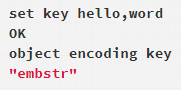 set key hello,word
OK
object encoding key
"embstr"